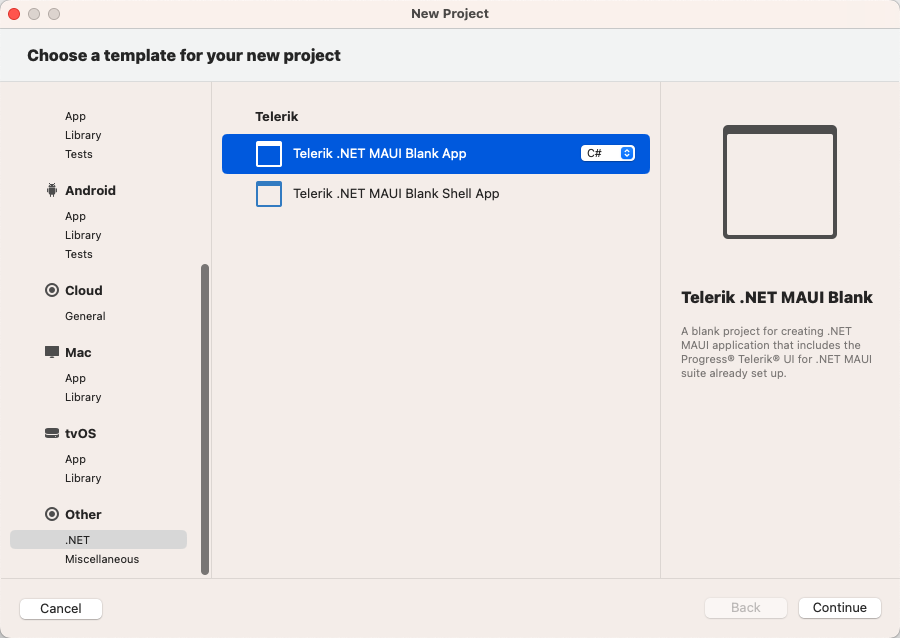 New Project
Choose a template for your new project
App
Library
Tests
Android
App
Library
Tests
Cloud
General
Mac
App
Library
tvOS
App
Library
Other
.NET
Miscellaneous
Telerik
Telerik .NET MAUI Blank App
C#
Telerik .NET MAUI Blank Shell App
Telerik .NET MAUI Blank
A blank project for creating .NET
MAUI application that includes the
Progress® Telerik® UI for .NET MAUI
suite already set up.
Cancel
Back
Continue